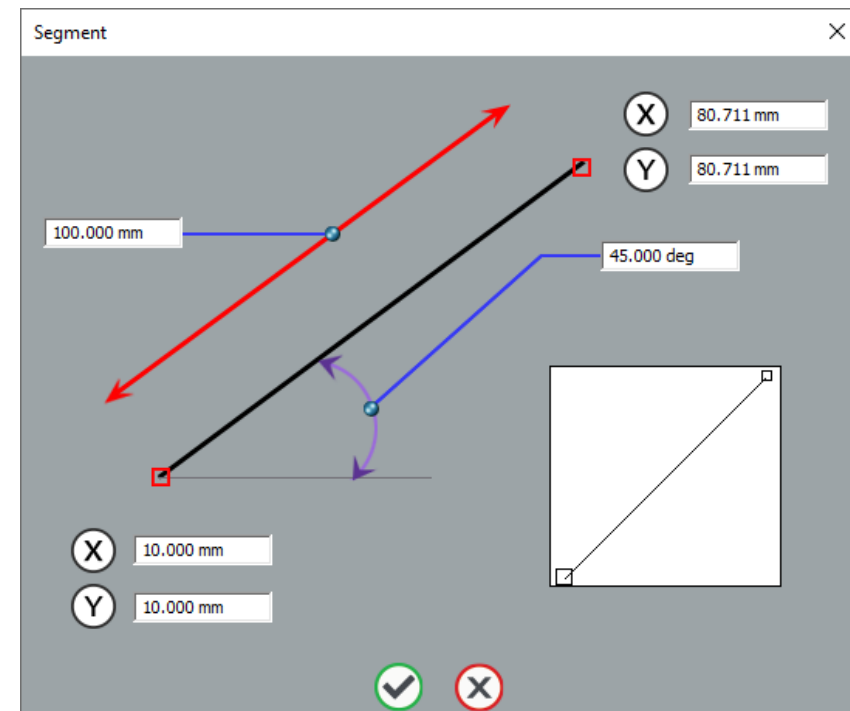 Segment
X 80.711 mm
Y 80.711 mm
100.000 mm
45.000 deg
X 10.000 mm
Y 10.000 mm